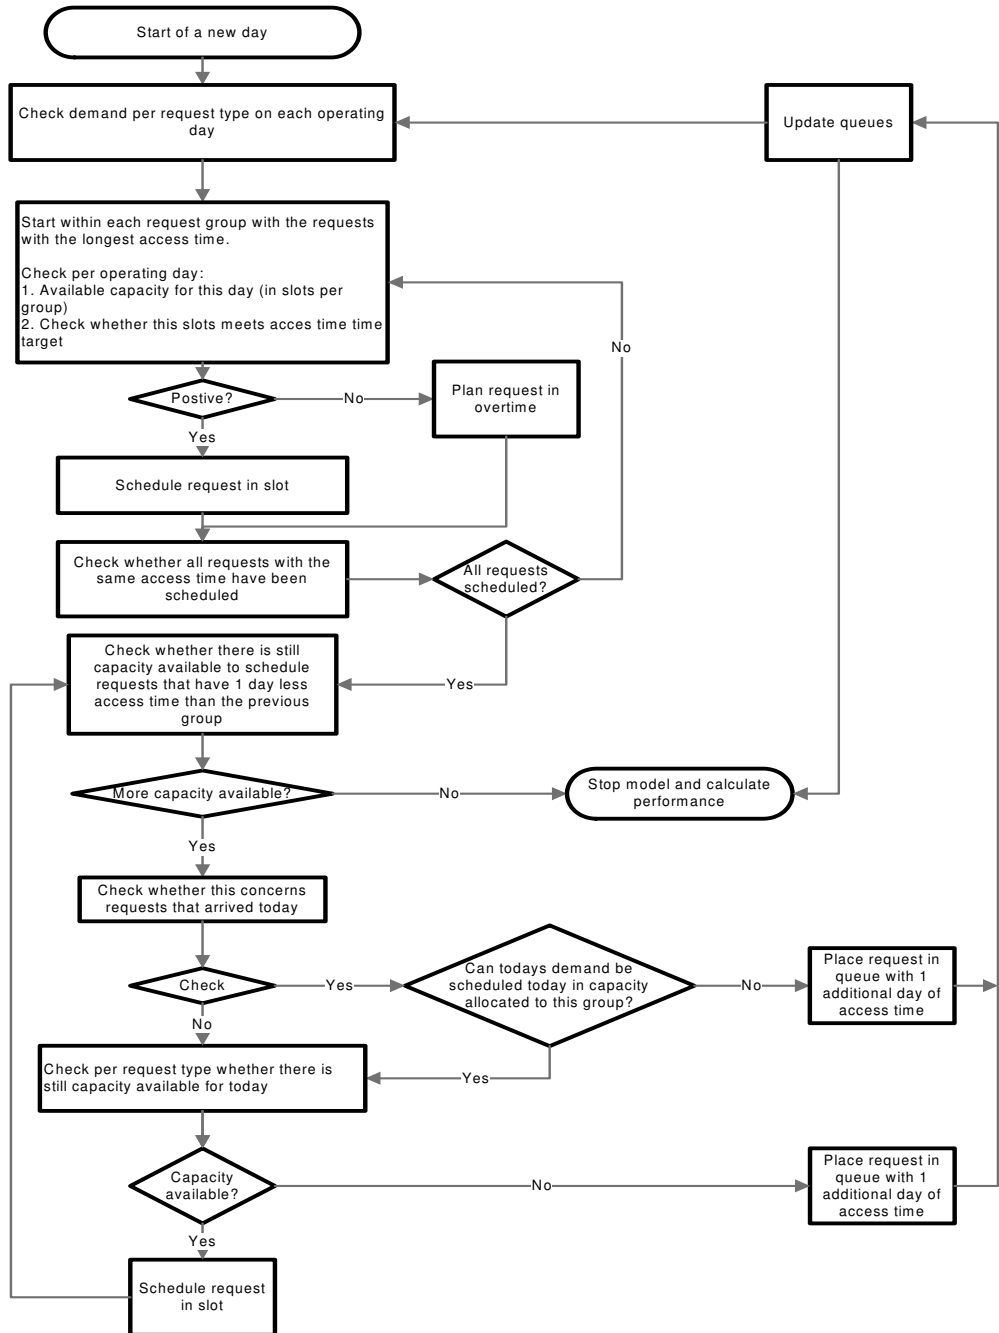 Start of a new day
Check demand per request type on each operating
day
Update queues
Start within each request group with the requests
with the longest access time.
Check per operating day:
1. Available capacity for this day (in slots per
group)
2. Check whether this slots meets acces time time
target
No
Postive?
No
Plan request in
overtime
Yes
Schedule request in slot
Check whether all requests with the
same access time have been
scheduled
All requests
scheduled?
Check whether there is still
capacity available to schedule
requests that have 1 day less
access time than the previous
group
Yes
More capacity available?
No
Stop model and calculate
performance
Yes
Check whether this concerns
requests that arrived today
Check
Yes
Can todays demand be
scheduled today in capacity
allocated to this group?
No
Place request in
queue with 1
additional day of
access time
No
Check per request type whether there is
still capacity available for today
Yes
Capacity
available?
No
Place request in
queue with 1
additional day of
access time
Yes
Schedule request
in slot